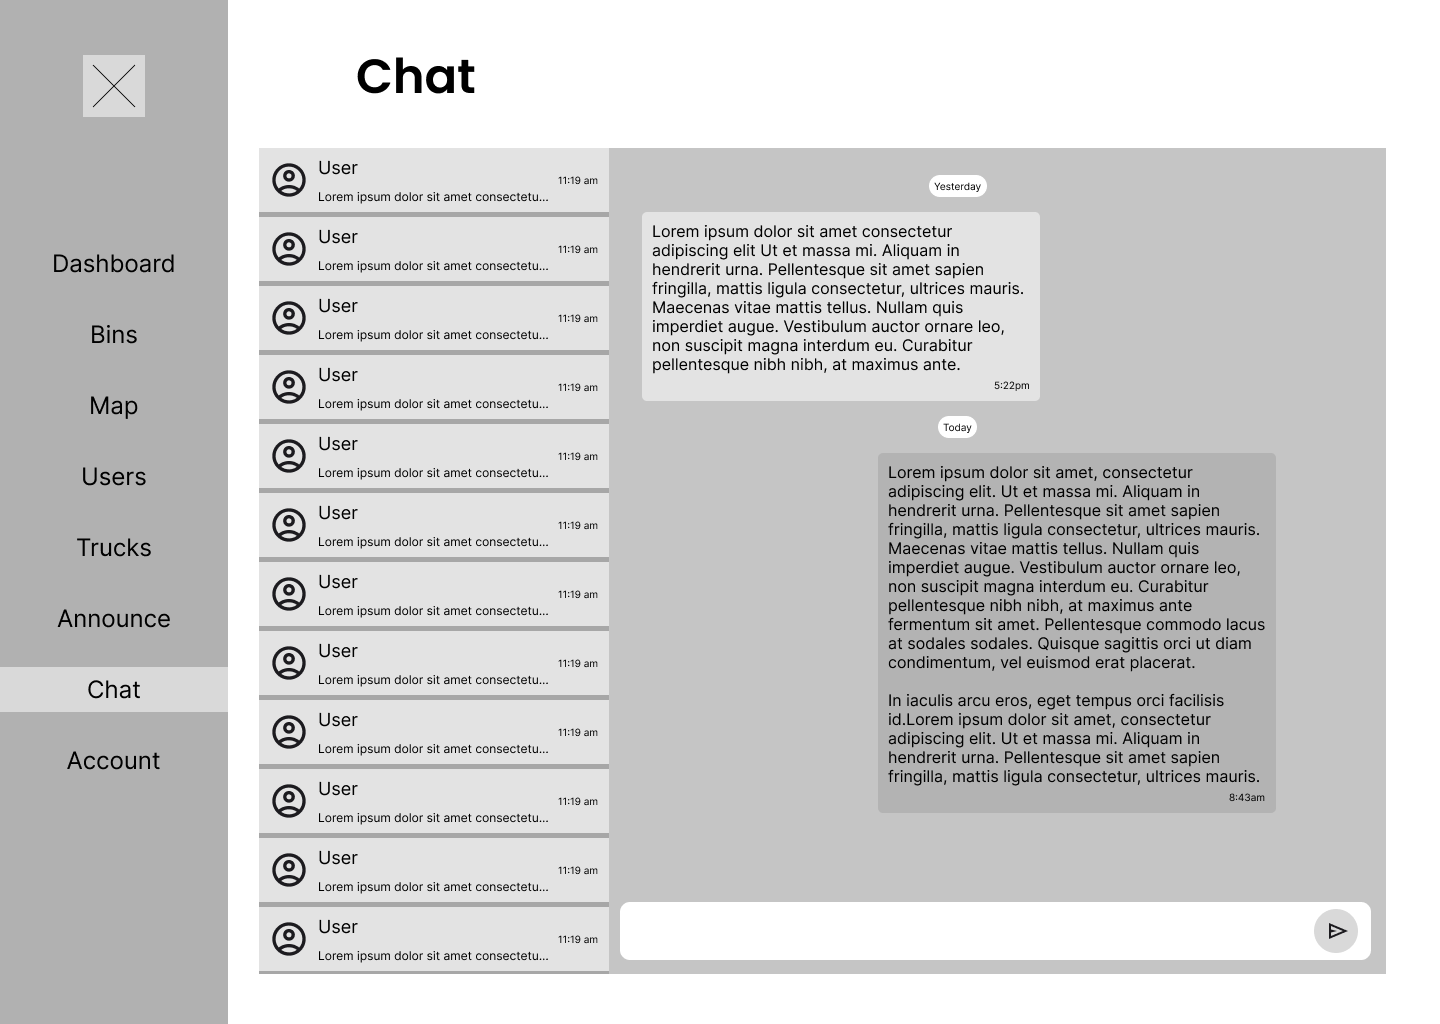 Chat
Dashboard
Bins
Map
Users
Trucks
Announce
Chat
Account
User
Lorem ipsum dolor sit amet consectetu...
11:19 am
User
Lorem ipsum dolor sit amet consectetu...
11:19 am
User
Lorem ipsum dolor sit amet consectetu...
11:19 am
User
Lorem ipsum dolor sit amet consectetu...
11:19 am
User
Lorem ipsum dolor sit amet consectetu...
11:19 am
User
Lorem ipsum dolor sit amet consectetu...
11:19 am
User
Lorem ipsum dolor sit amet consectetu...
11:19 am
User
Lorem ipsum dolor sit amet consectetu...
11:19 am
User
Lorem ipsum dolor sit amet consectetu...
11:19 am
User
Lorem ipsum dolor sit amet consectetu...
11:19 am
User
Lorem ipsum dolor sit amet consectetu...
11:19 am
User
Lorem ipsum dolor sit amet consectetu...
11:19 am
Yesterday
Lorem ipsum dolor sit amet consectetur
adipiscing elit Ut et massa mi. Aliquam in
hendrerit urna. Pellentesque sit amet sapien
fringilla, mattis ligula consectetur, ultrices mauris.
Maecenas vitae mattis tellus. Nullam quis
imperdiet augue. Vestibulum auctor ornare leo,
non suscipit magna interdum eu. Curabitur
pellentesque nibh nibh, at maximus ante.
5:22pm
Today
Lorem ipsum dolor sit amet, consectetur
adipiscing elit. Ut et massa mi. Aliquam in
hendrerit urna. Pellentesque sit amet sapien
fringilla, mattis ligula consectetur, ultrices mauris.
Maecenas vitae mattis tellus. Nullam quis
imperdiet augue. Vestibulum auctor ornare leo,
non suscipit magna interdum eu. Curabitur
pellentesque nibh nibh, at maximus ante
fermentum sit amet. Pellentesque commodo lacus
at sodales sodales. Quisque sagittis orci ut diam
condimentum, vel euismod erat placerat.
In iaculis arcu eros, eget tempus orci facilisis
id.Lorem ipsum dolor sit amet, consectetur
adipiscing elit. Ut et massa mi. Aliquam in
hendrerit urna. Pellentesque sit amet sapien
fringilla, mattis ligula consectetur, ultrices mauris.
8:43am